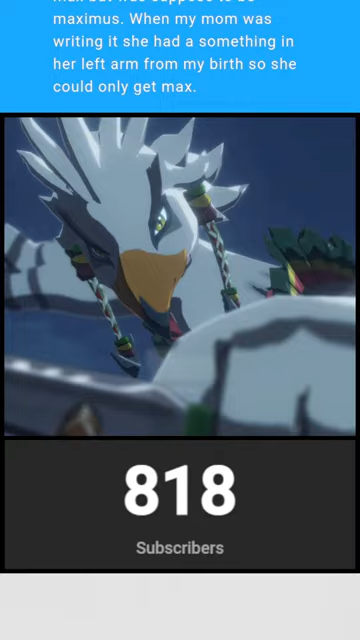 maximus. When my mom was
writing it she had a something in
her left arm from my birth so she
could only get max.
818
Subscribers